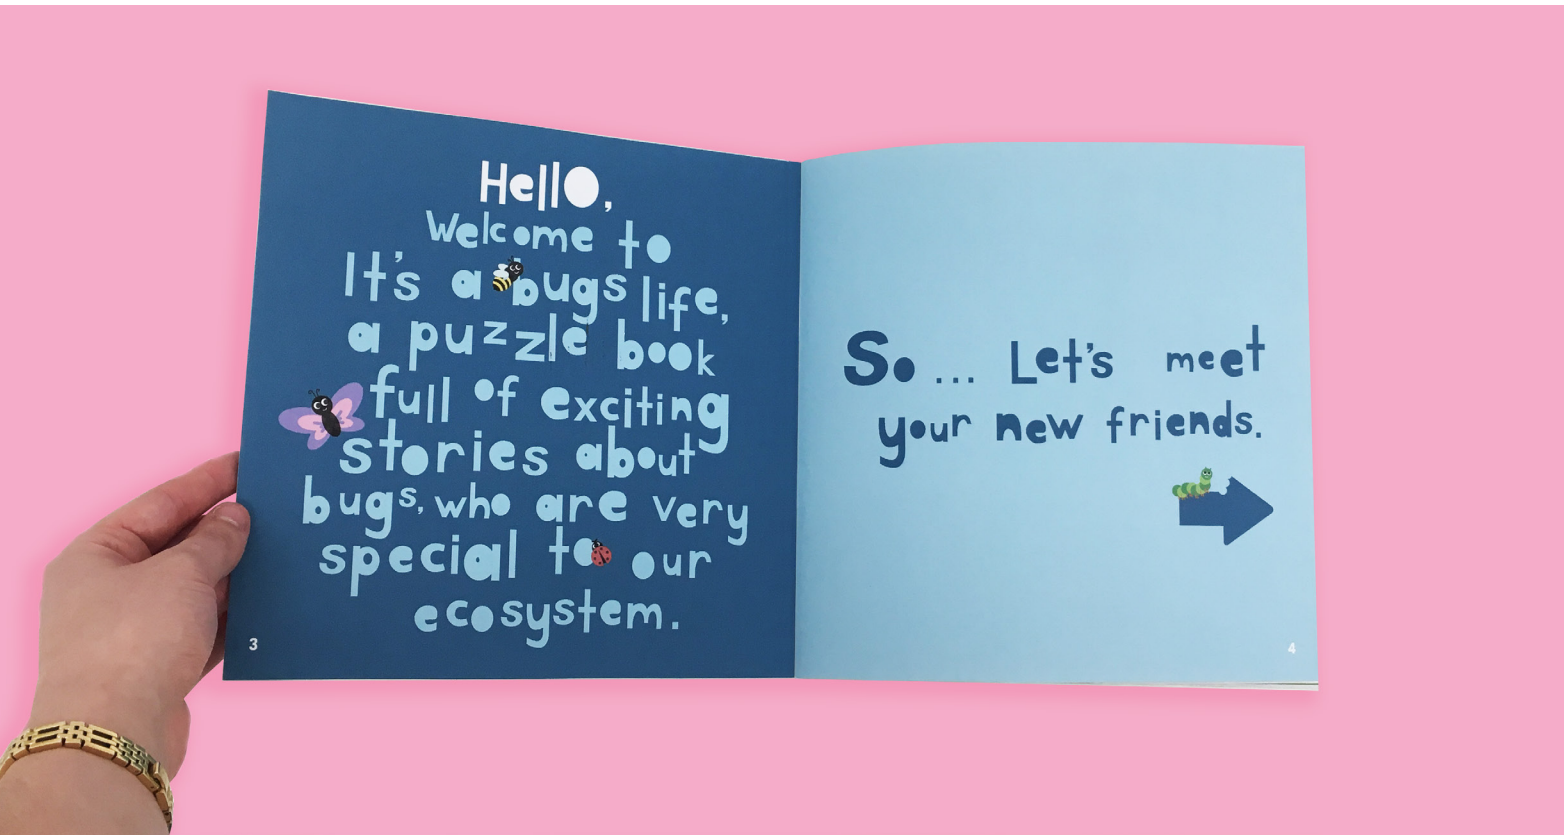 Hello,
Welcome to
It's a bugs life,
a puzzle book
full of exciting
stories about
bugs, who are very
special to our
ecosystem.
3
So... Let's meet
your new friends.
4